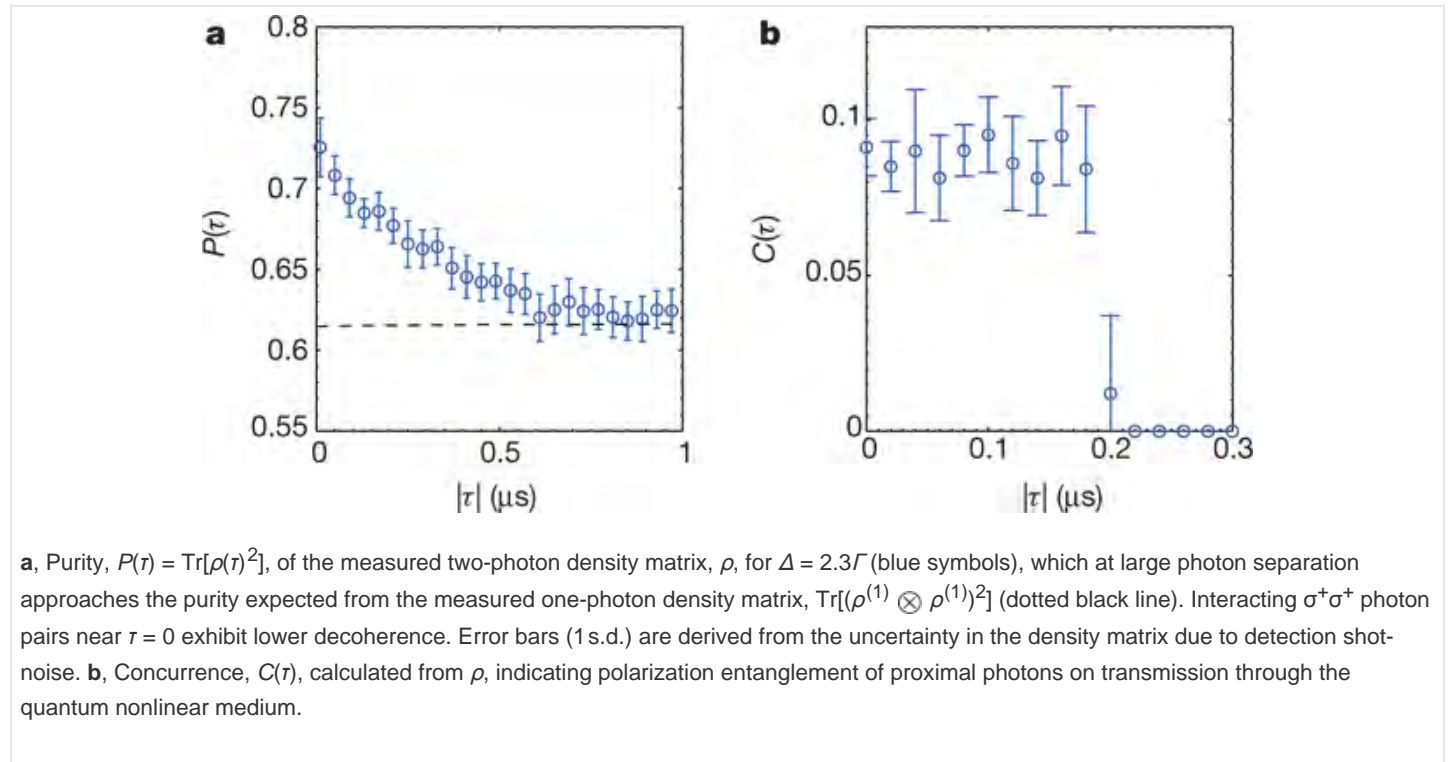 a
0.8
0.75
0.7
0.65
0.6
0.55
P(τ)
0
0.5
1
|τ| (μs)
b
0.1
0.05
0
C(τ)
0
0.1
0.2
0.3
|τ| (μs)
a, Purity, P(τ) = Tr[ρ(τ)²], of the measured two-photon density matrix, ρ, for Δ = 2.3Γ (blue symbols), which at large photon separation
approaches the purity expected from the measured one-photon density matrix, Tr[(ρ⁽¹⁾ ⊗ ρ⁽¹⁾)²] (dotted black line). Interacting σ⁺σ⁺ photon
pairs near τ = 0 exhibit lower decoherence. Error bars (1 s.d.) are derived from the uncertainty in the density matrix due to detection shot-
noise. b, Concurrence, C(τ), calculated from ρ, indicating polarization entanglement of proximal photons on transmission through the
quantum nonlinear medium.